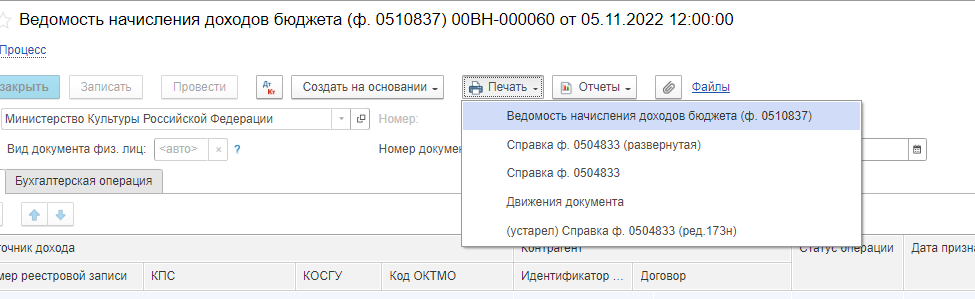 Ведомость начисления доходов бюджета (ф. 0510837) 00ВН-000060 от 05.11.2022 12:00:00
Процесс
закрыть Записать Провести Дт Кт Создать на основании Печать Отчеты Файлы
Министерство Культуры Российской Федерации Номер:
Ведомость начисления доходов бюджета (ф. 0510837)
Вид документа физ. лиц: <авто> × ? Номер докумен
Справка ф. 0504833 (развернутая)
Справка ф. 0504833
Бухгалтерская операция
Движения документа
(устарел) Справка ф. 0504833 (ред.173н)
точник дохода Контрагент Статус операции Дата призна
мер реестровой записи КПС КОСГУ Код ОКТМО Идентификатор ... Договор